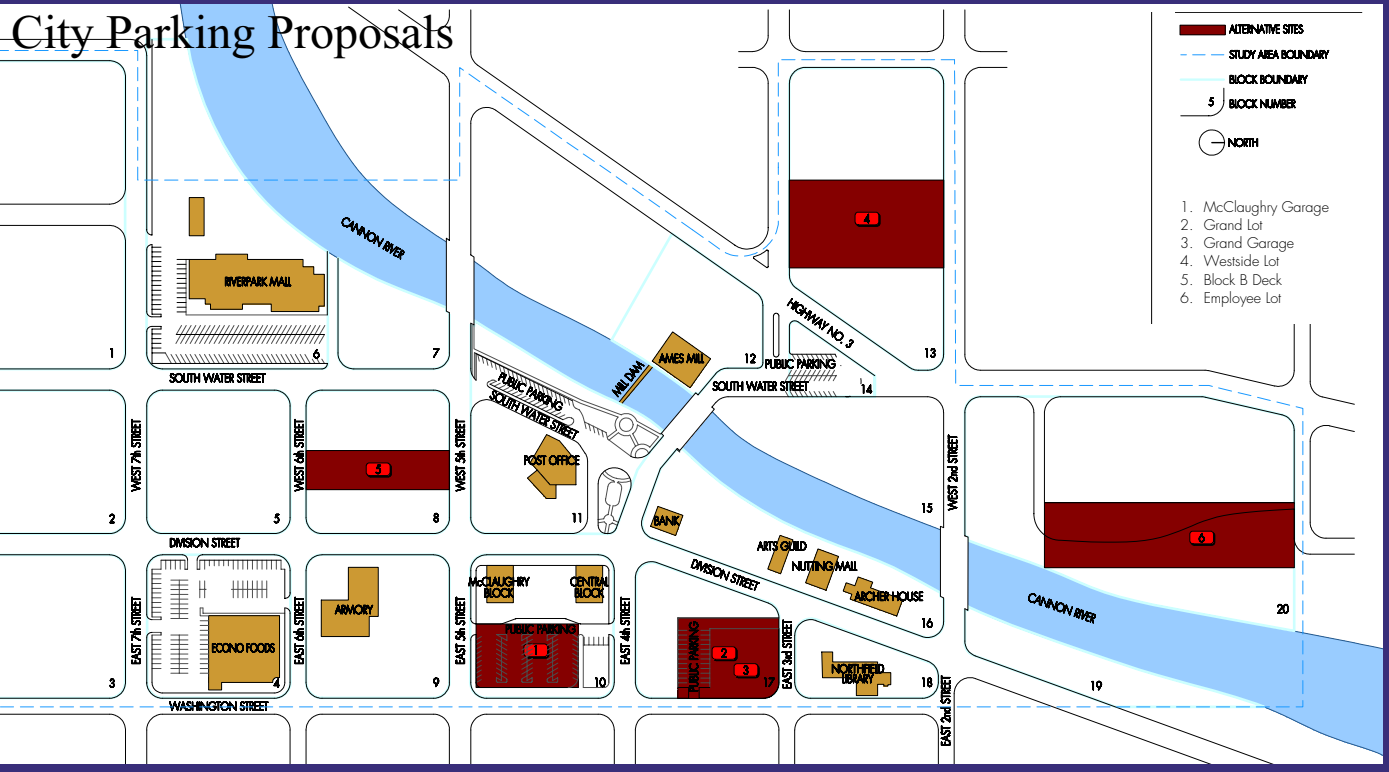 City Parking Proposals
ALTERNATIVE SITES
STUDY AREA BOUNDARY
BLOCK BOUNDARY
5
BLOCK NUMBER
NORTH
1. McClaughry Garage
2. Grand Lot
3. Grand Garage
4. Westside Lot
5. Block B Deck
6. Employee Lot
4
CANNON RIVER
RIVERPARK MALL
HIGHWAY NO. 3
1
6
7
12
13
AMES MILL
PUBLIC PARKING
MILL DAM
SOUTH WATER STREET
PUBLIC PARKING
SOUTH WATER STREET
14
SOUTH WATER STREET
WEST 7th STREET
WEST 6th STREET
WEST 5th STREET
WEST 2nd STREET
5
POST OFFICE
2
5
8
11
BANK
15
6
DIVISION STREET
ARTS GUILD
NUTTING MALL
DIVISION STREET
ARCHER HOUSE
McCLAUGHRY
BLOCK
CENTRAL
BLOCK
ARMORY
CANNON RIVER
20
16
EAST 7th STREET
EAST 6th STREET
EAST 5th STREET
EAST 4th STREET
EAST 3rd STREET
EAST 2nd STREET
PUBLIC PARKING
PUBLIC PARKING
ECONO FOODS
1
2
3
NORTHFIELD
LIBRARY
3
4
9
10
17
18
19
WASHINGTON STREET